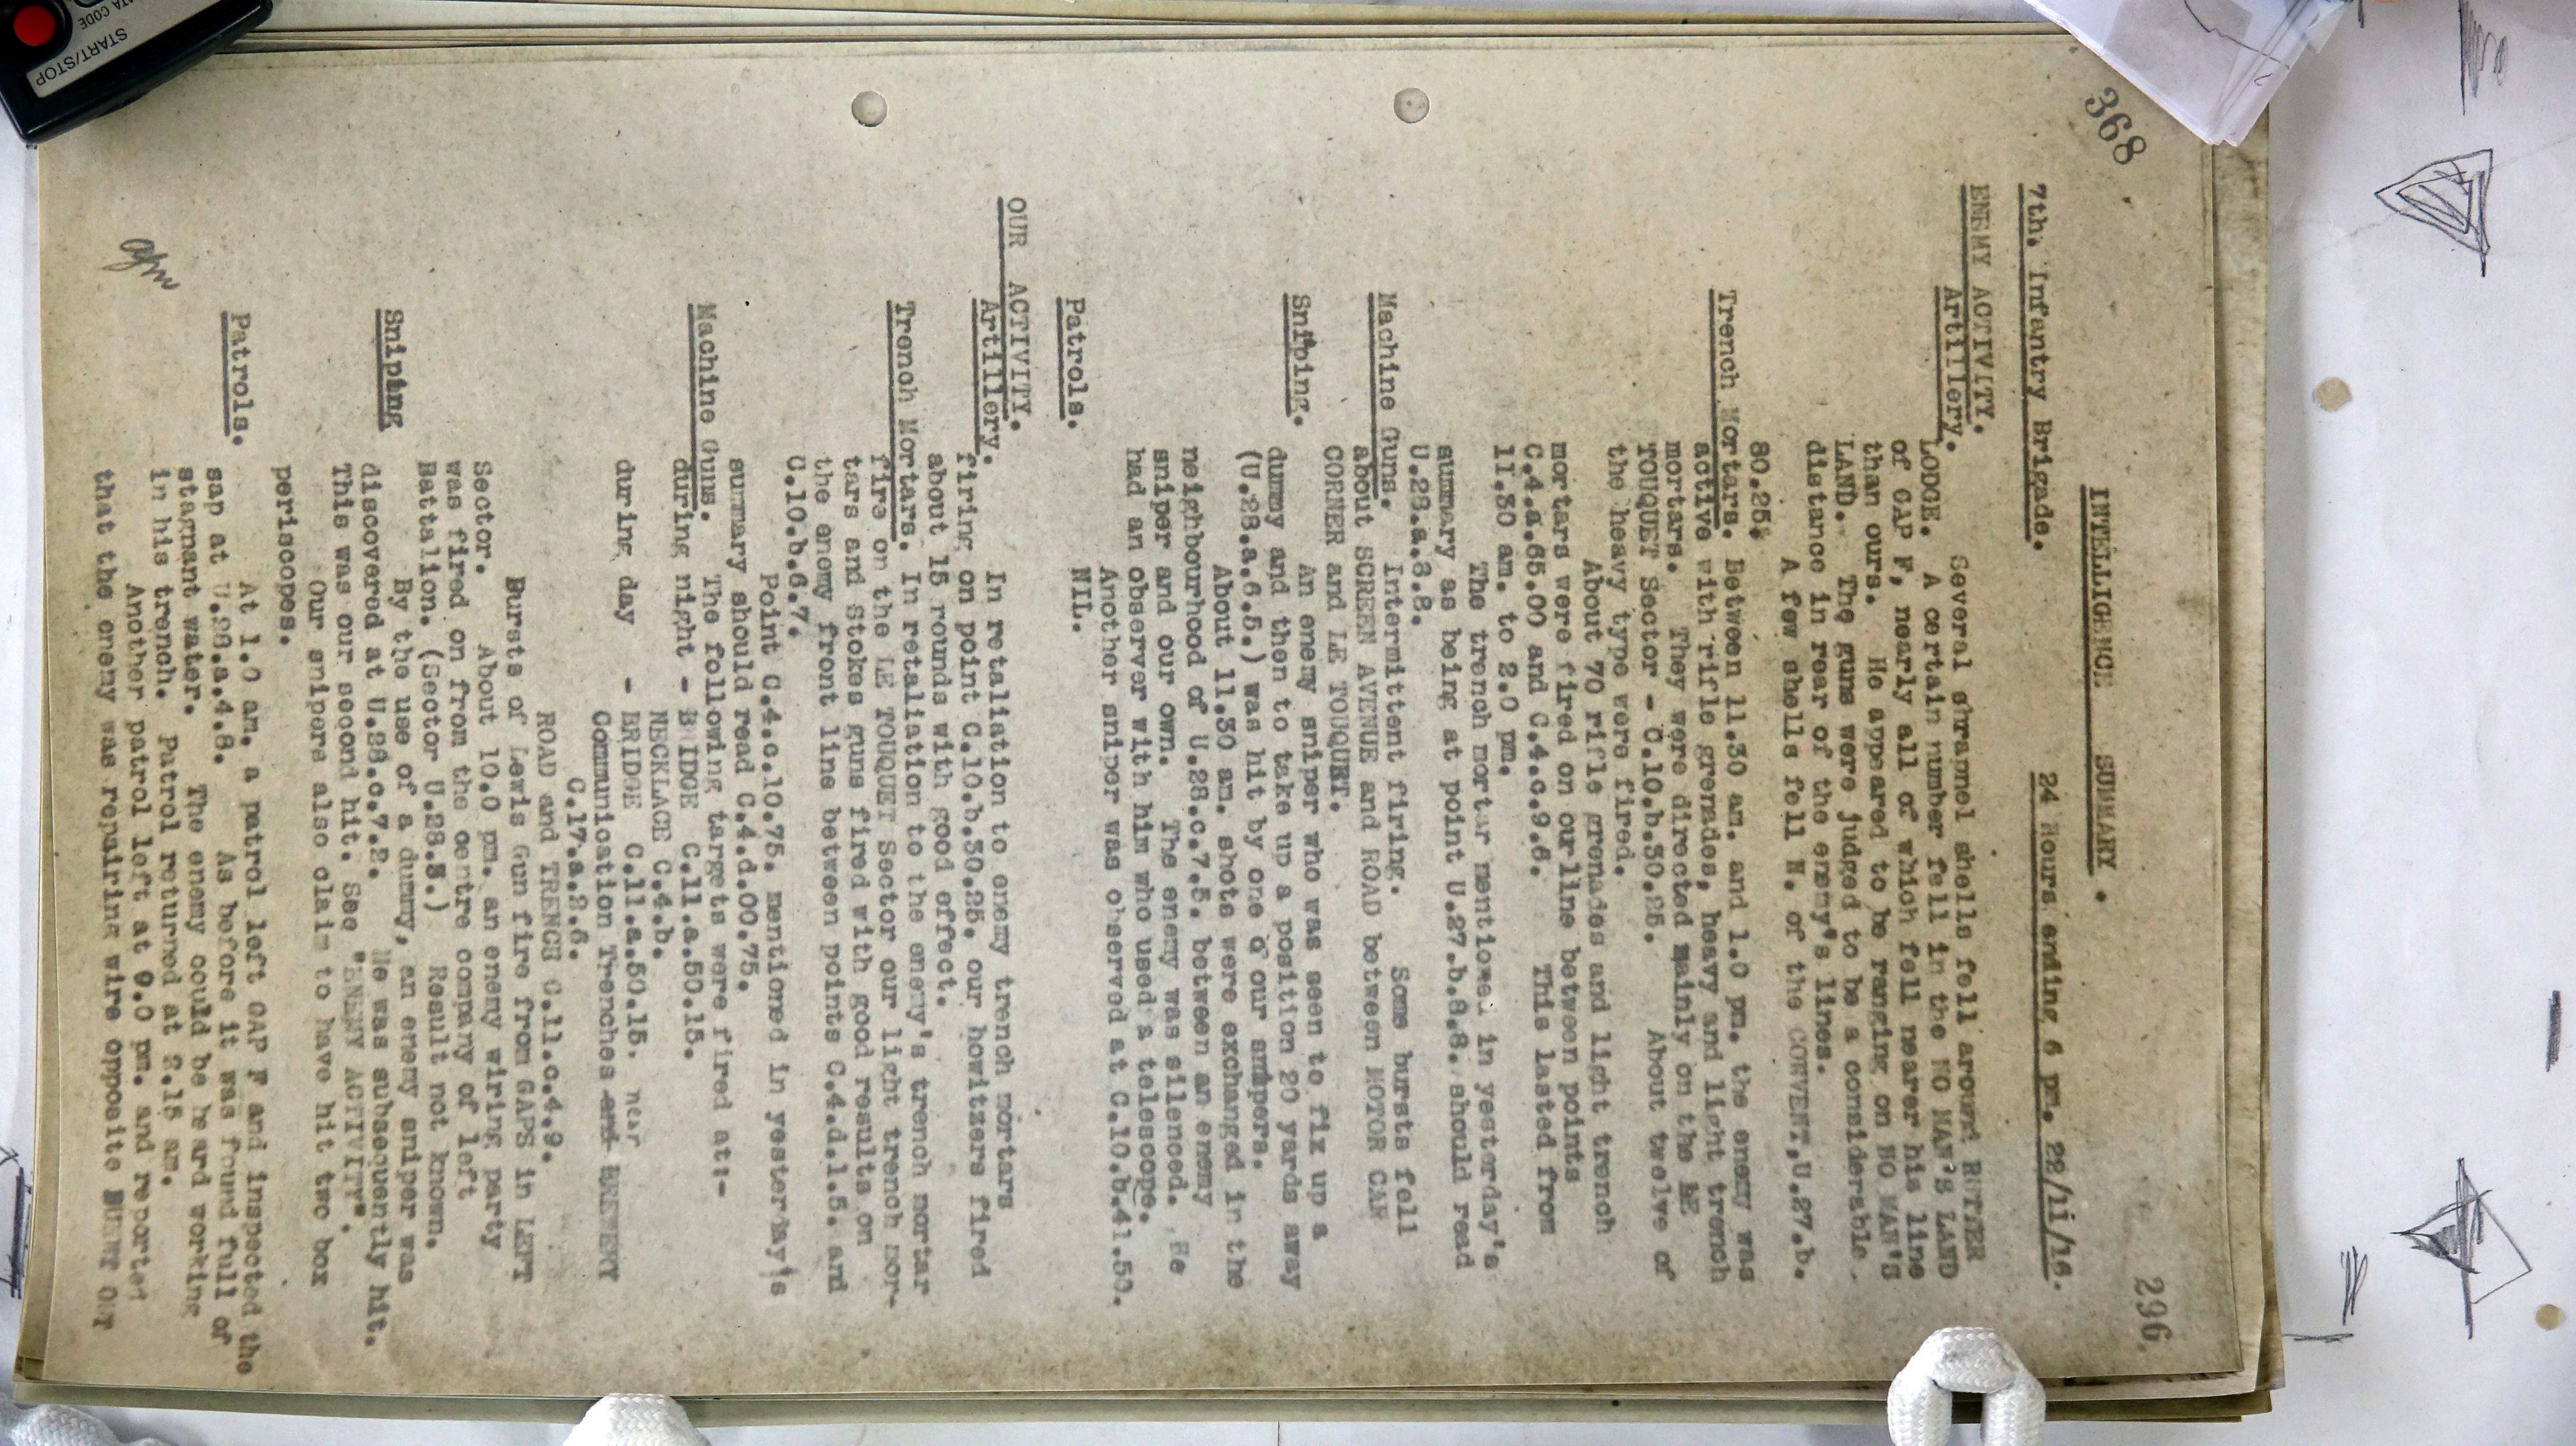 368
296.
INTELLIGENCE SUMMARY.
7th. Infantry Brigade. 24 Hours ending 6 pm. 22/11/16.
ENEMY ACTIVITY.
Artillery. Several shrapnel shells fell around
LODGE. A certain number fell in the NO MAN'S LAND
of GAP F, nearly all of which fell nearer his line
than ours. He appeared to be ranging on NO MAN'S
LAND. The guns were judged to be a considerable
distance in rear of the enemy's lines.
A few shells fell N. of the CONVENT, U.27.b.
80.25.
Trench Mortars. Between 11.30 am. and 1.0 pm. the enemy was
active with rifle grenades, heavy and light trench
mortars. They were directed mainly on the LE
TOUQUET Sector - C.10.b.30.25. About twelve of
the heavy type were fired.
About 70 rifle grenades and light trench
mortars were fired on our line between points
C.4.a.65.00 and C.4.c.9.6. This lasted from
11.30 am. to 2.0 pm.
The trench mortar mentioned in yesterday's
summary as being at point U.27.b.8.8. should read
U.28.a.8.8.
Machine Guns. Intermittent firing. Some bursts fell
about SCREEN AVENUE and ROAD between MOTOR CAR
CORNER and LE TOUQUET.
Sniping. An enemy sniper who was seen to fix up a
dummy and then to take up a position 20 yards away
(U.28.a.6.5.) was hit by one of our snipers.
About 11.30 am. shots were exchanged in the
neighbourhood of U.28.c.7.5. between an enemy
sniper and our own. The enemy was silenced. He
had an observer with him who used a telescope.
Another sniper was observed at C.10.b.41.50.
Patrols. NIL.
OUR ACTIVITY.
Artillery. In retaliation to enemy trench mortars
firing on point C.10.b.30.25. our howitzers fired
about 15 rounds with good effect.
Trench Mortars. In retaliation to the enemy's trench mortar
fire on the LE TOUQUET Sector our light trench mor-
tars and Stokes guns fired with good results on
the enemy front line between points C.4.d.1.5. and
C.10.b.6.7.
Point C.4.c.10.75. mentioned in yesterday's
summary should read C.4.d.00.75.
Machine Guns. The following targets were fired at:-
during night - BRIDGE C.11.a.50.15.
NECKLACE C.4.b.
during day - BRIDGE C.11.a.50.15.
near
Communication Trenches and BREWERY
C.17.a.2.6.
ROAD and TRENCH C.11.c.4.9.
Bursts of Lewis Gun fire from GAPS in LEFT
Sector. About 10.0 pm. an enemy wiring party
was fired on from the centre company of left
Battalion. (Sector U.28.3.) Result not known.
Sniping By the use of a dummy, an enemy sniper was
discovered at U.28.c.7.2. He was subsequently hit.
This was our second hit. See "ENEMY ACTIVITY".
Our snipers also claim to have hit two box
periscopes.
Patrols. At 1.0 am. a patrol left GAP F and inspected the
sap at U.28.a.4.8. As before it was found full of
stagnant water. The enemy could be heard working
in his trench. Patrol returned at 2.15 am.
Another patrol left at 9.0 pm. and reported
that the enemy was repairing wire opposite our
START/STOP
DATA CODE